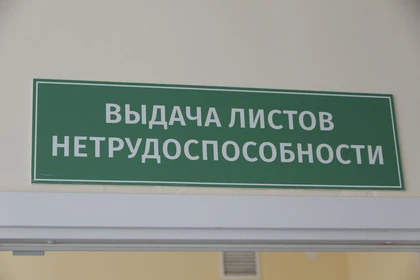 ВЫДАЧА ЛИСТОВ
НЕТРУДОСПОСОБНОСТИ